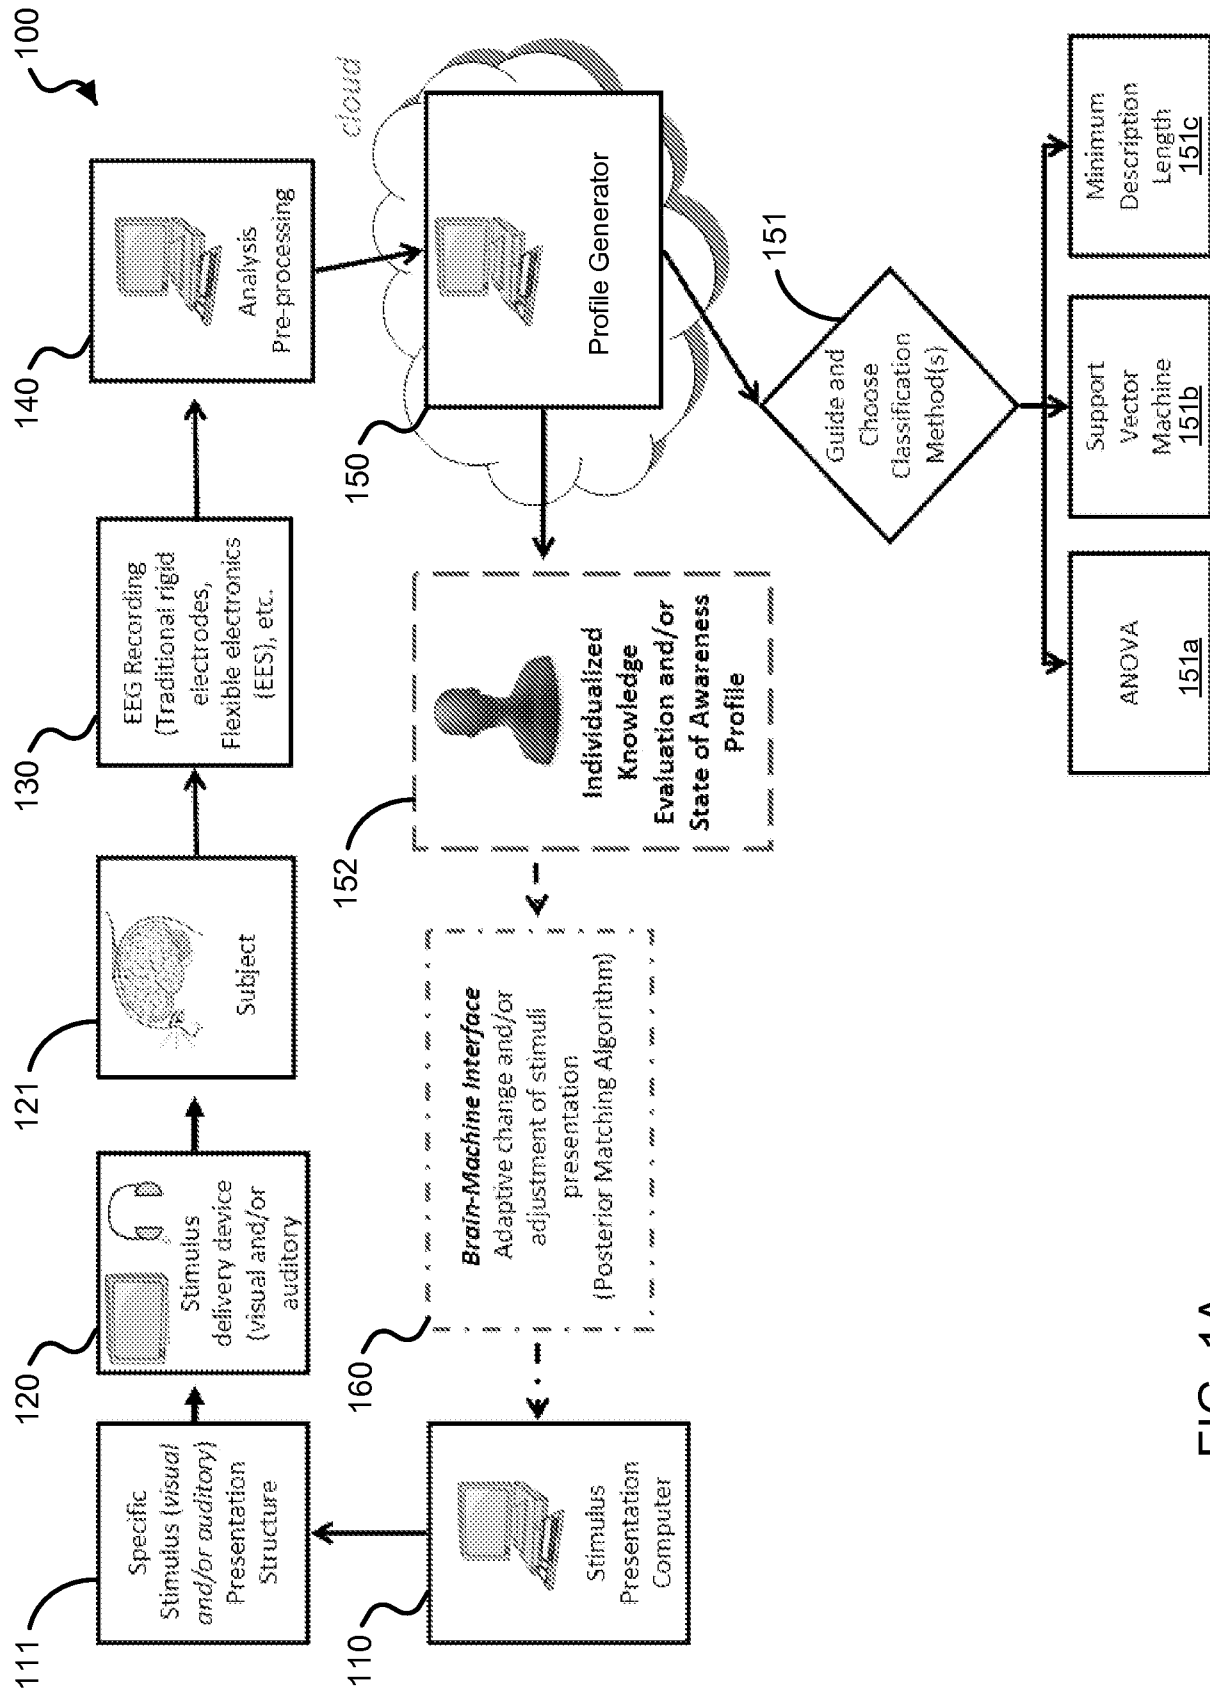 100
111
Specific
Stimulus (visual
and/or auditory)
Presentation
Structure
120
Stimulus
delivery device
(visual and/or
auditory
121
Subject
130
EEG Recording
(Traditional rigid
electrodes,
Flexible electronics
(EES), etc.
140
Analysis
Pre-processing
110
Stimulus
Presentation
Computer
160
Brain-Machine Interface
Adaptive change and/or
adjustment of stimuli
presentation
(Posterior Matching Algorithm)
152
Individualized
Knowledge
Evaluation and/or
State of Awareness
Profile
150
cloud
Profile Generator
151
Guide and
Choose
Classification
Method(s)
ANOVA
151a
Support
Vector
Machine
151b
Minimum
Description
Length
151c
FIG. 1A